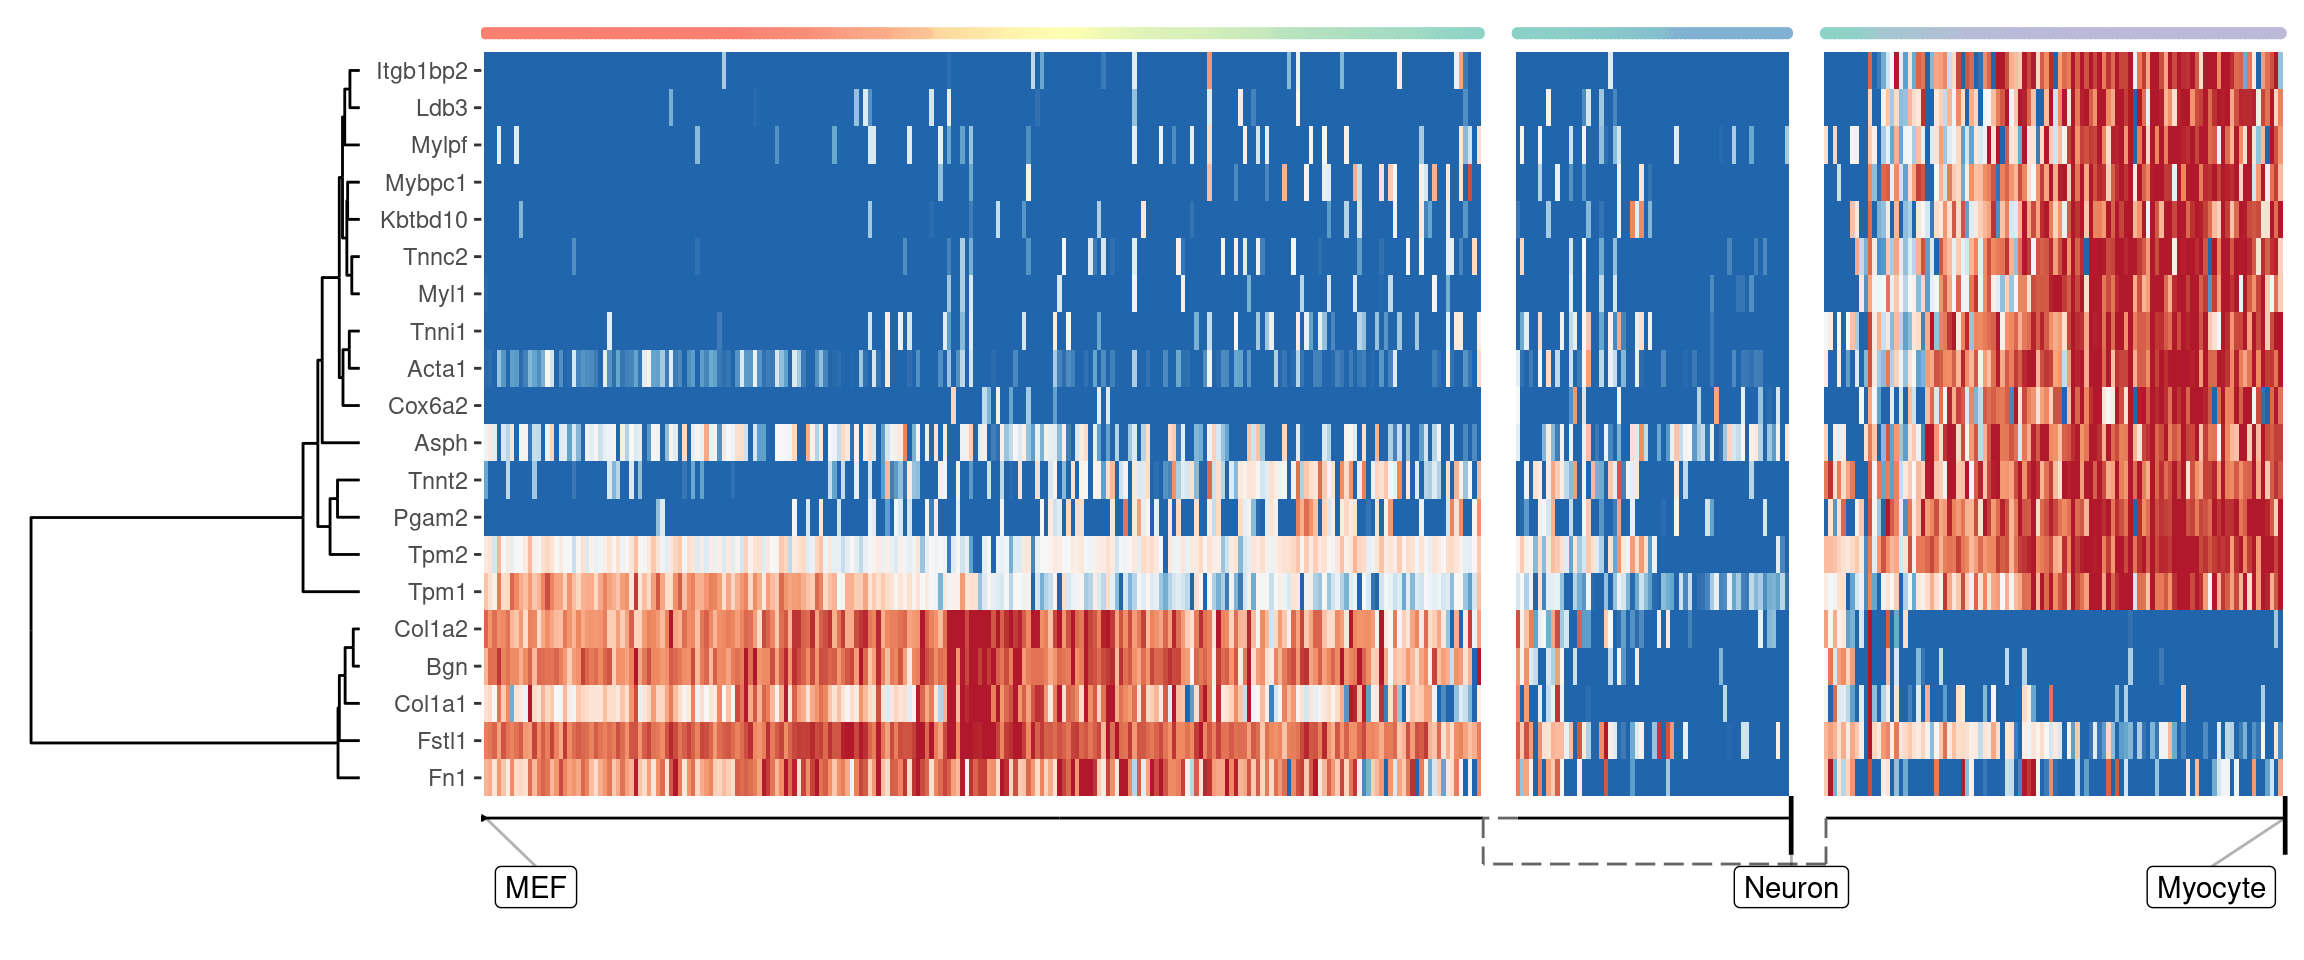 Itgb1bp2
Ldb3
Mylpf
Mybpc1
Kbtbd10
Tnnc2
Myl1
Tnni1
Acta1
Cox6a2
Asph
Tnnt2
Pgam2
Tpm2
Tpm1
Col1a2
Bgn
Col1a1
Fstl1
Fn1
MEF
Neuron
Myocyte